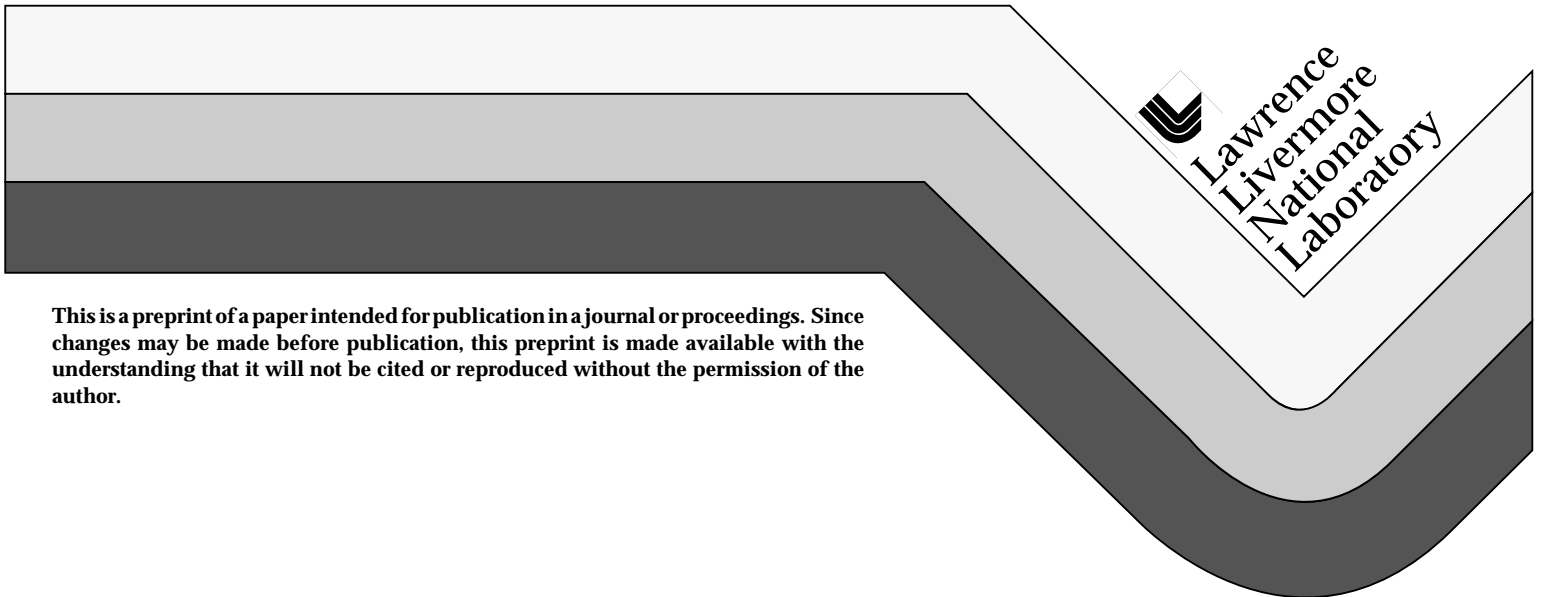 Lawrence
Livermore
National
Laboratory
This is a preprint of a paper intended for publication in a journal or proceedings. Since
changes may be made before publication, this preprint is made available with the
understanding that it will not be cited or reproduced without the permission of the
author.